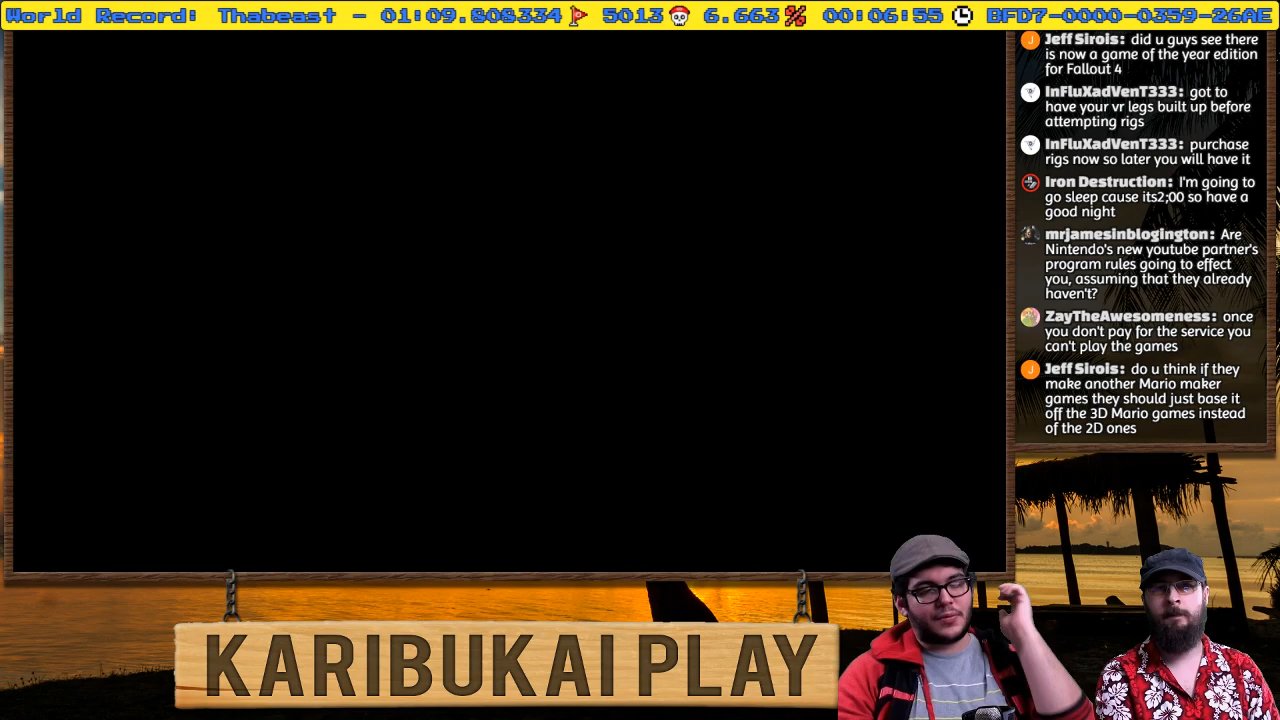 World Record: Thabeast - 01:09.808334 5013 6.663 00:06:55 BFD7-0000-0359-26AE
Jeff Sirois: did u guys see there
is now a game of the year edition
for Fallout 4
InFluXadVenT333: got to
have your vr legs built up before
attempting rigs
InFluXadVenT333: purchase
rigs now so later you will have it
Iron Destruction: I'm going to
go sleep cause its2;00 so have a
good night
mrjamesinblogington: Are
Nintendo's new youtube partner's
program rules going to effect
you, assuming that they already
haven't?
ZayTheAwesomeness: once
you don't pay for the service you
can't play the games
Jeff Sirois: do u think if they
make another Mario maker
games they should just base it
off the 3D Mario games instead
of the 2D ones
KARIBUKAI PLAY